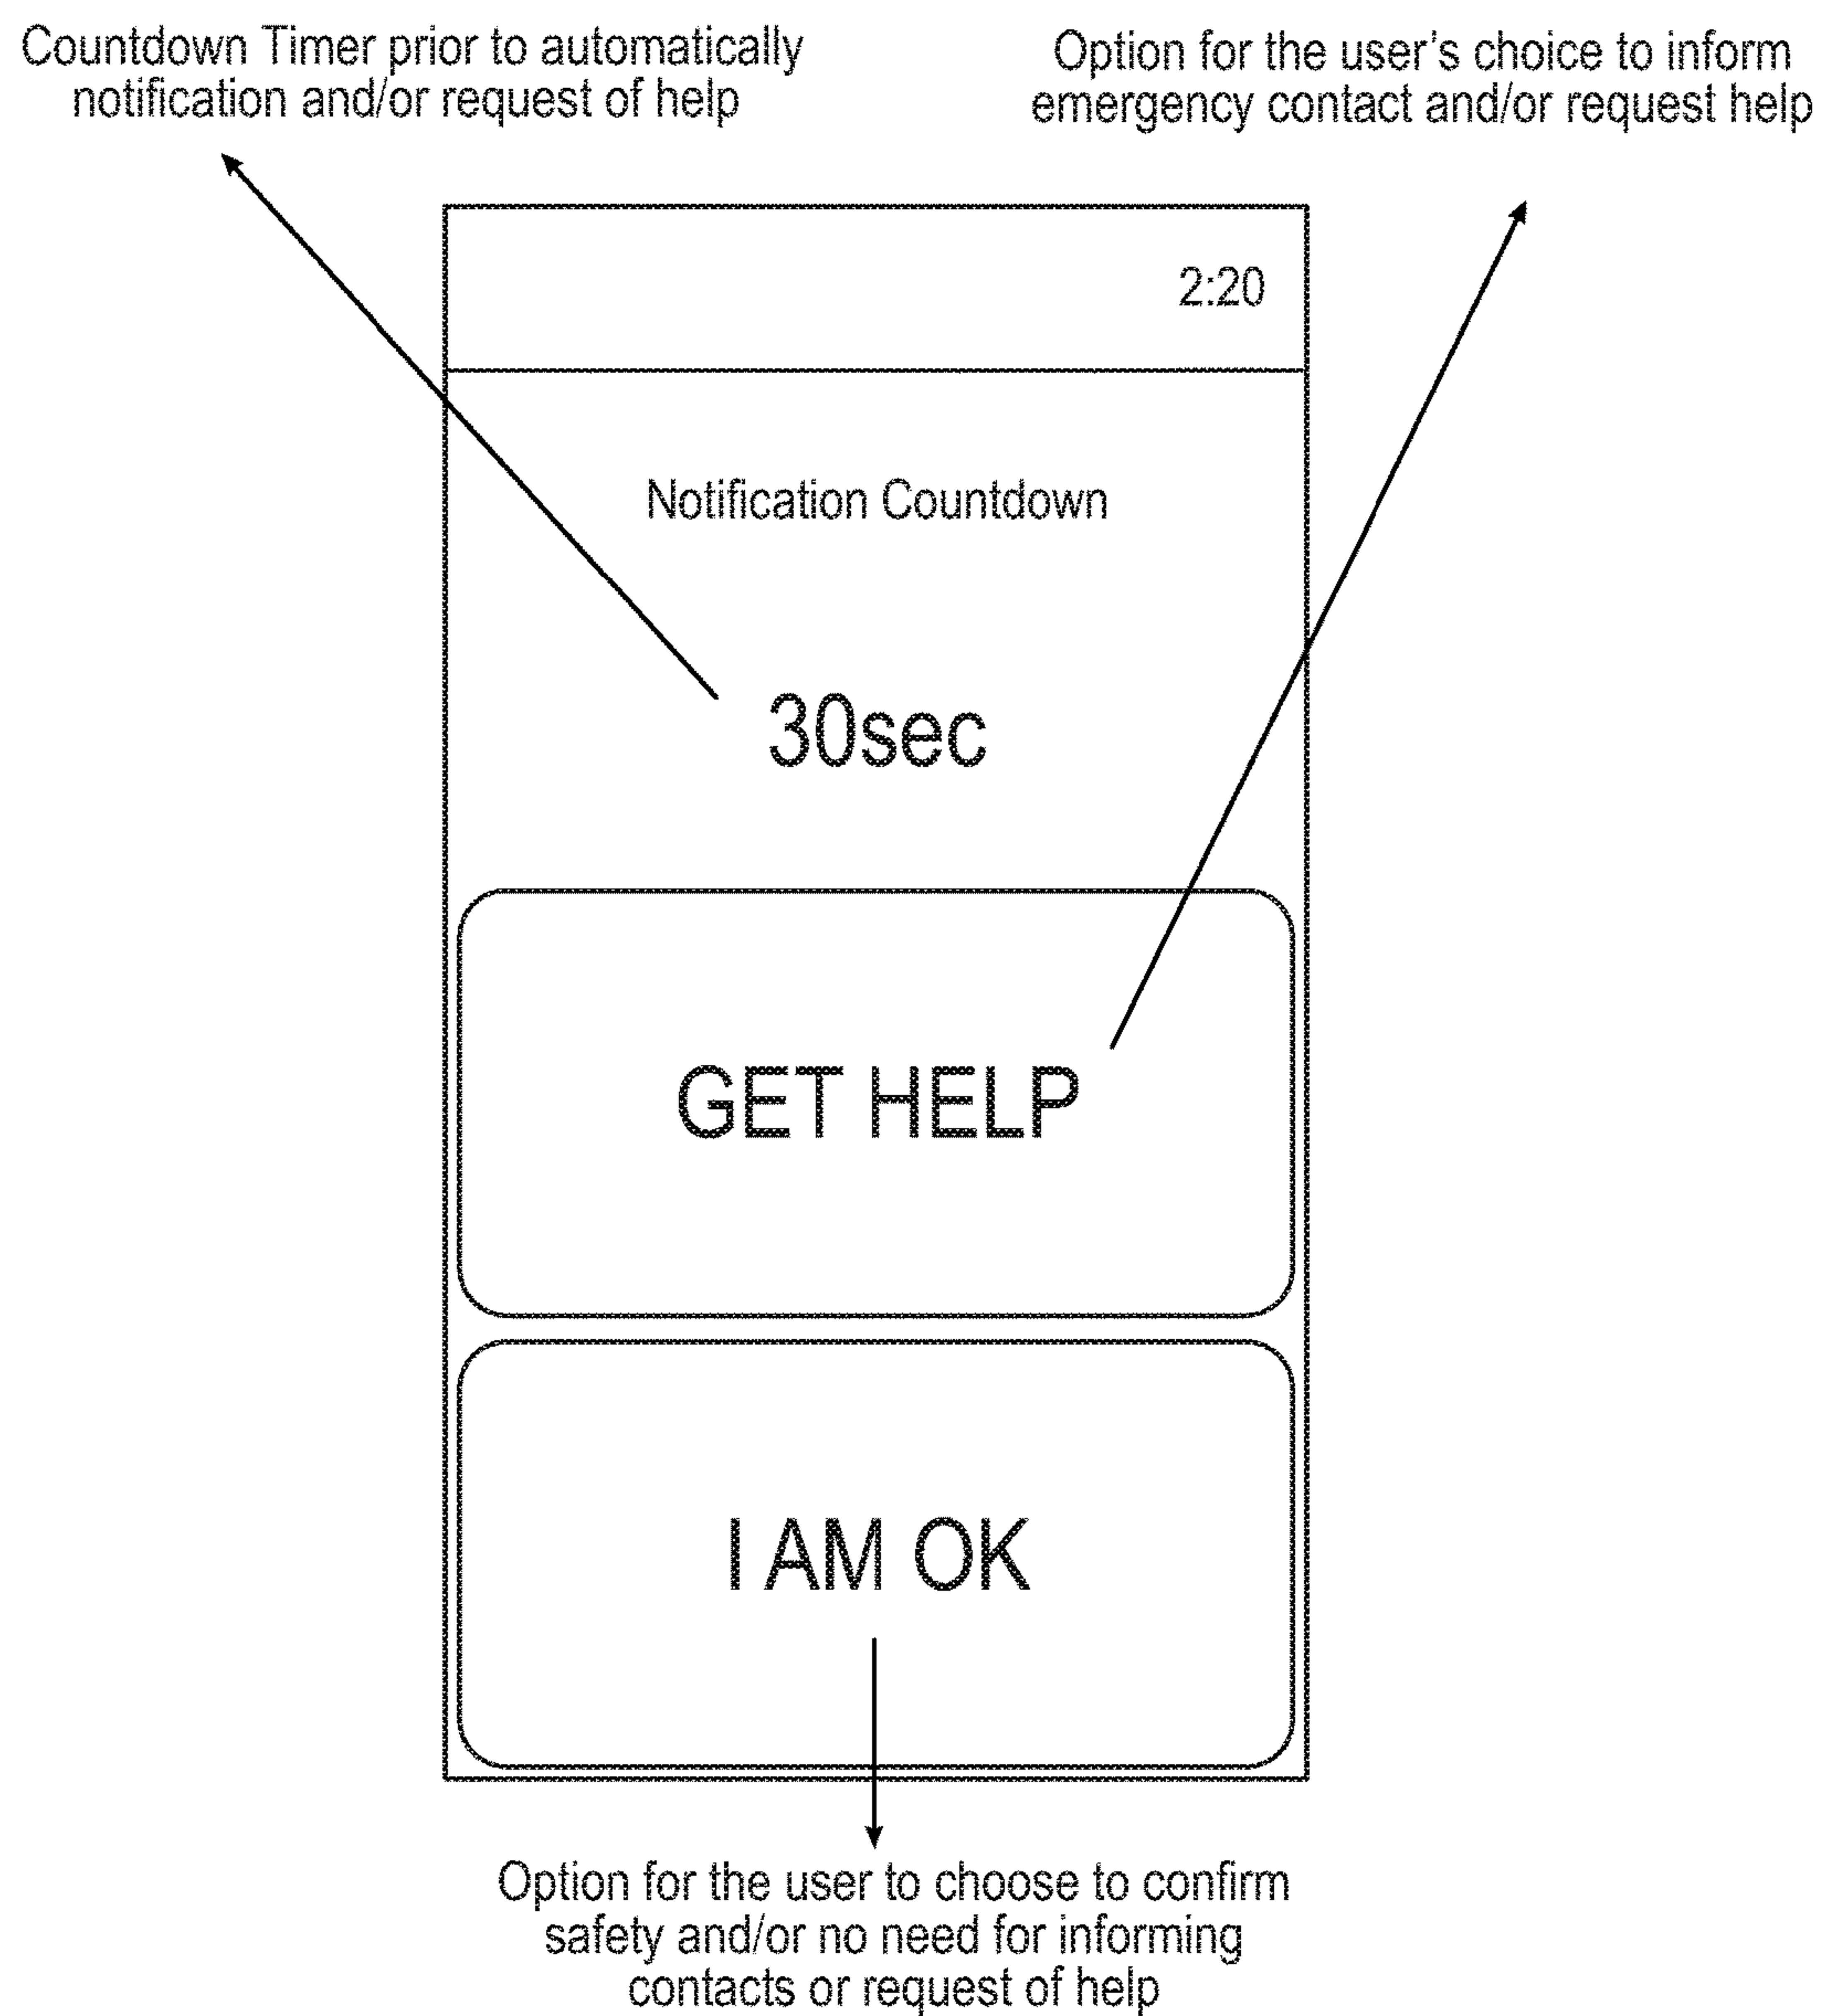 Countdown Timer prior to automatically
notification and/or request of help
Option for the user's choice to inform
emergency contact and/or request help
2:20
Notification Countdown
30sec
GET HELP
I AM OK
Option for the user to choose to confirm
safety and/or no need for informing
contacts or request of help